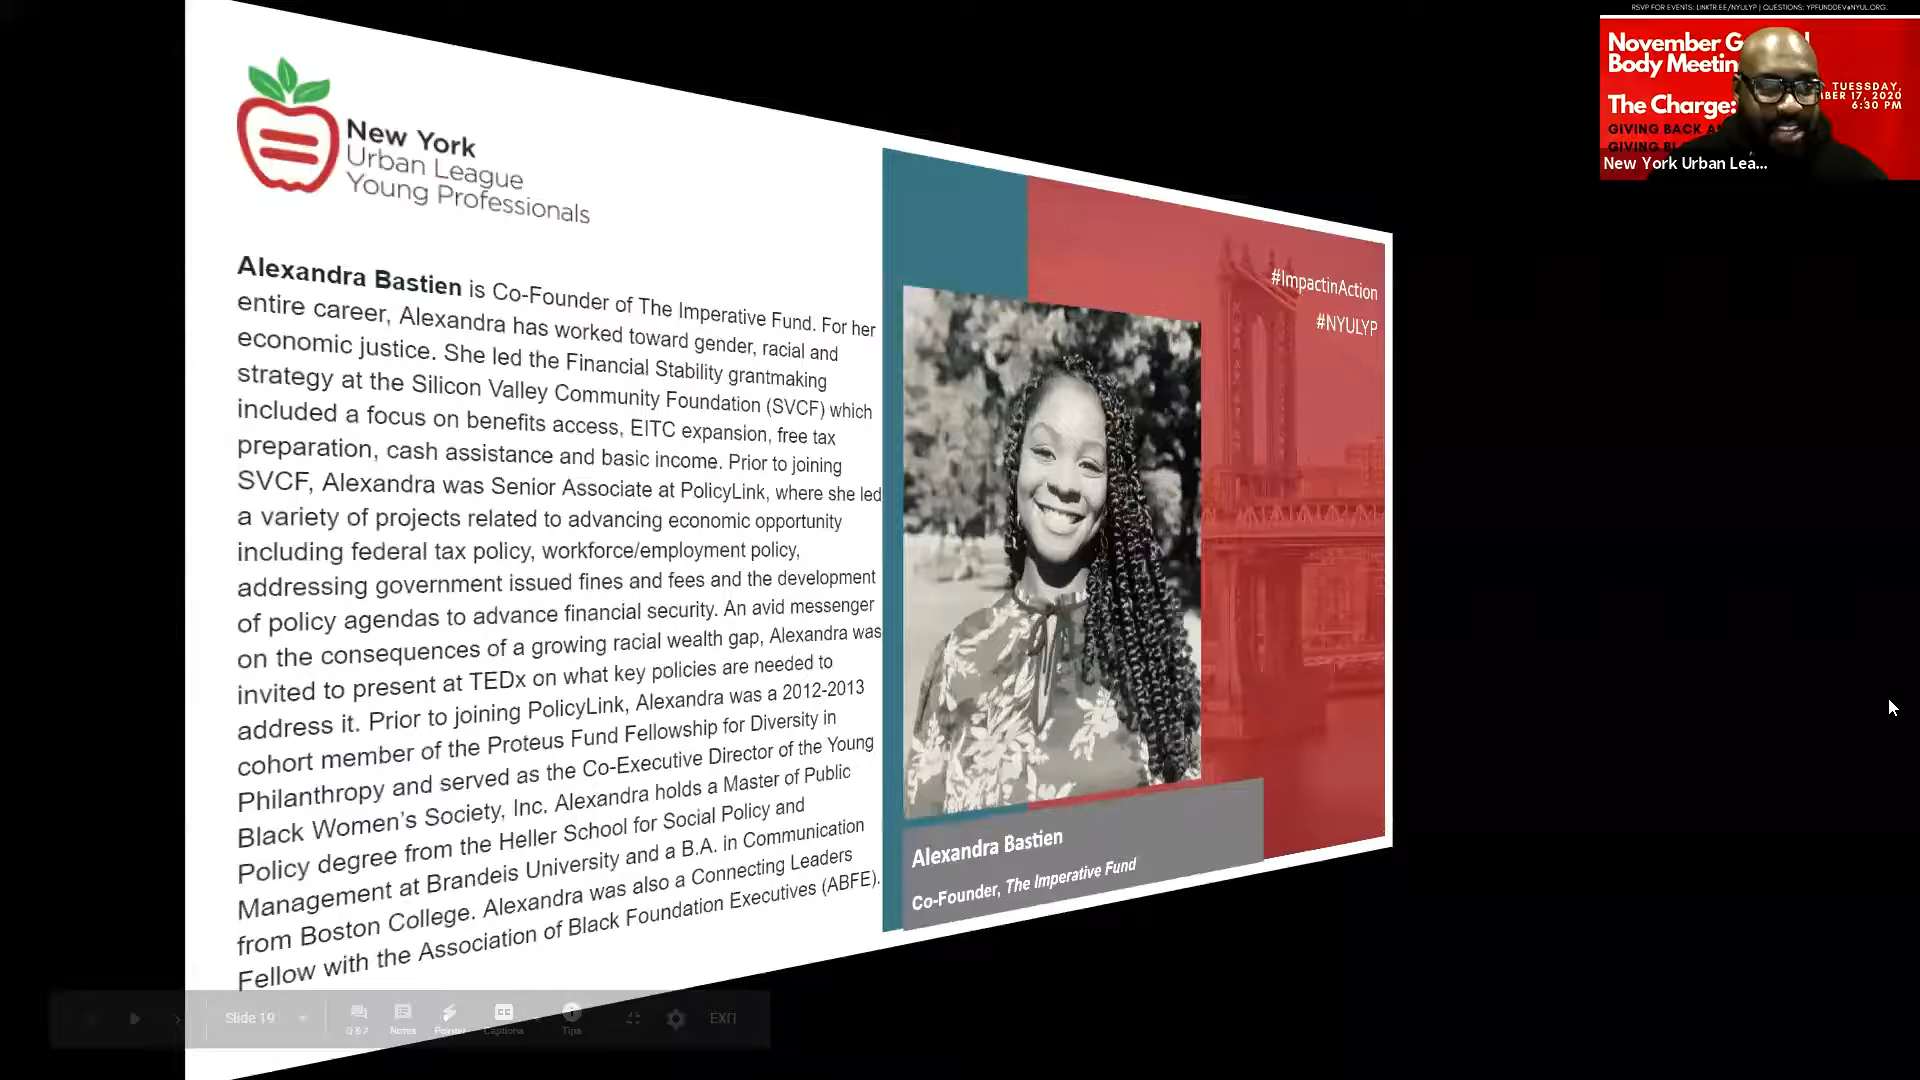 RSVP FOR EVENTS: LINKTR.EE/NYULYP | QUESTIONS: YPFUNDDEV@NYUL.ORG.
November G
Body Meetin
TUESSDAY,
BER 17, 2020
6:30 PM
The Charge:
GIVING BACK
GIVING
New York Urban Lea...
New York
Urban League
Young Professionals
Alexandra Bastien is Co-Founder of The Imperative Fund. For her
entire career, Alexandra has worked toward gender, racial and
economic justice. She led the Financial Stability grantmaking
strategy at the Silicon Valley Community Foundation (SVCF) which
included a focus on benefits access, EITC expansion, free tax
preparation, cash assistance and basic income. Prior to joining
SVCF, Alexandra was Senior Associate at PolicyLink, where she led
a variety of projects related to advancing economic opportunity
including federal tax policy, workforce/employment policy,
addressing government issued fines and fees and the development
of policy agendas to advance financial security. An avid messenger
on the consequences of a growing racial wealth gap, Alexandra was
invited to present at TEDx on what key policies are needed to
address it. Prior to joining PolicyLink, Alexandra was a 2012-2013
cohort member of the Proteus Fund Fellowship for Diversity in
Philanthropy and served as the Co-Executive Director of the Young
Black Women's Society, Inc. Alexandra holds a Master of Public
Policy degree from the Heller School for Social Policy and
Management at Brandeis University and a B.A. in Communication
from Boston College. Alexandra was also a Connecting Leaders
Fellow with the Association of Black Foundation Executives (ABFE).
#ImpactinAction
#NYULYP
Alexandra Bastien
Co-Founder, The Imperative Fund
Slide 19
Q&A
Notes
Pointer
CC
Captions
Tips
EXIT